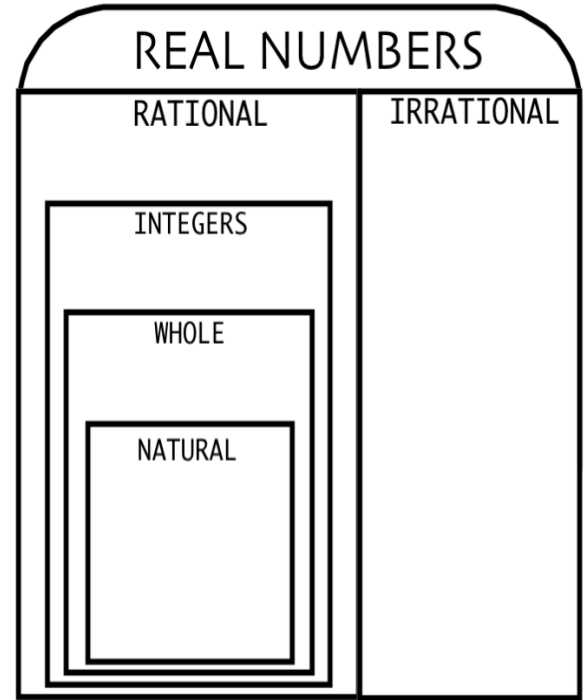 REAL NUMBERS
RATIONAL
IRRATIONAL
INTEGERS
WHOLE
NATURAL